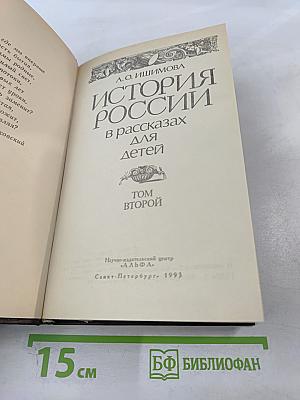 А. О. ИШИМОВА
ИСТОРИЯ
РОССИИ
в рассказах
для
детей
ТОМ
ВТОРОЙ
Научно-издательский центр
«АЛЬФА»
Санкт-Петербург 1993
15 см
БФ БИБЛИОФАН